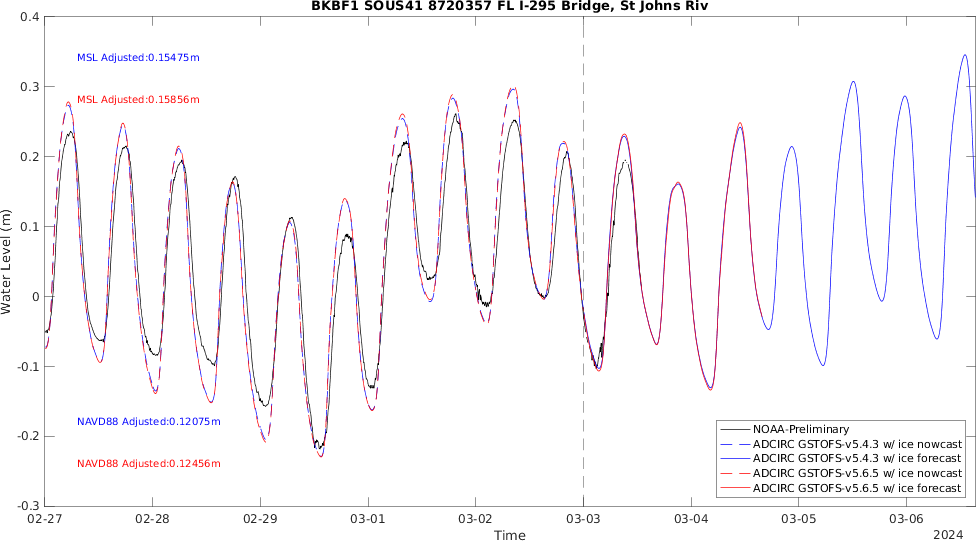 BKBF1 SOUS41 8720357 FL I-295 Bridge, St Johns Riv
0.4
MSL Adjusted:0.15475m
0.3
MSL Adjusted:0.15856m
0.2
0.1
Water Level (m)
0
-0.1
-0.2
NAVD88 Adjusted:0.12075m
NAVD88 Adjusted:0.12456m
-0.3
NOAA-Preliminary
ADCIRC GSTOFS-v5.4.3 w/ ice nowcast
ADCIRC GSTOFS-v5.4.3 w/ ice forecast
ADCIRC GSTOFS-v5.6.5 w/ ice nowcast
ADCIRC GSTOFS-v5.6.5 w/ ice forecast
02-27 02-28 02-29 03-01 03-02 03-03 03-04 03-05 03-06
Time
2024